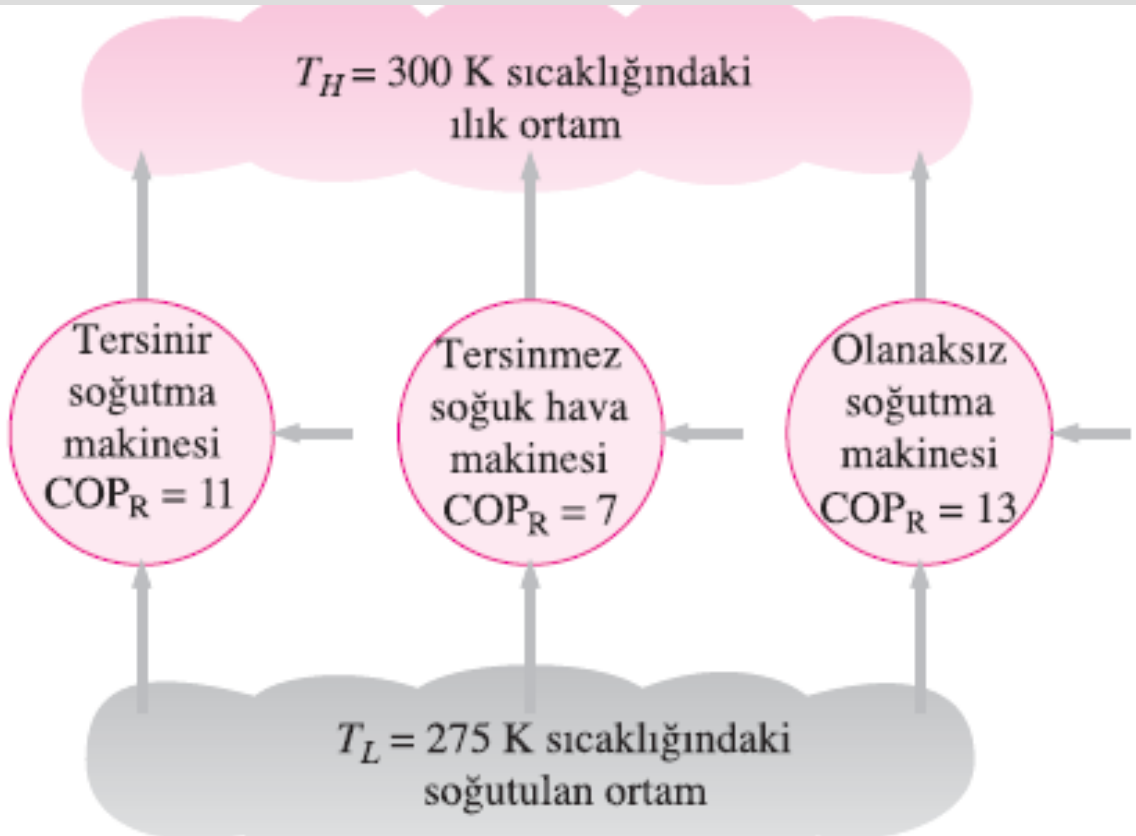 T_H = 300 K sıcaklığındaki
ılık ortam
Tersinir
soğutma
makinesi
COP_R = 11
Tersinmez
soğuk hava
makinesi
COP_R = 7
Olanaksız
soğutma
makinesi
COP_R = 13
T_L = 275 K sıcaklığındaki
soğutulan ortam